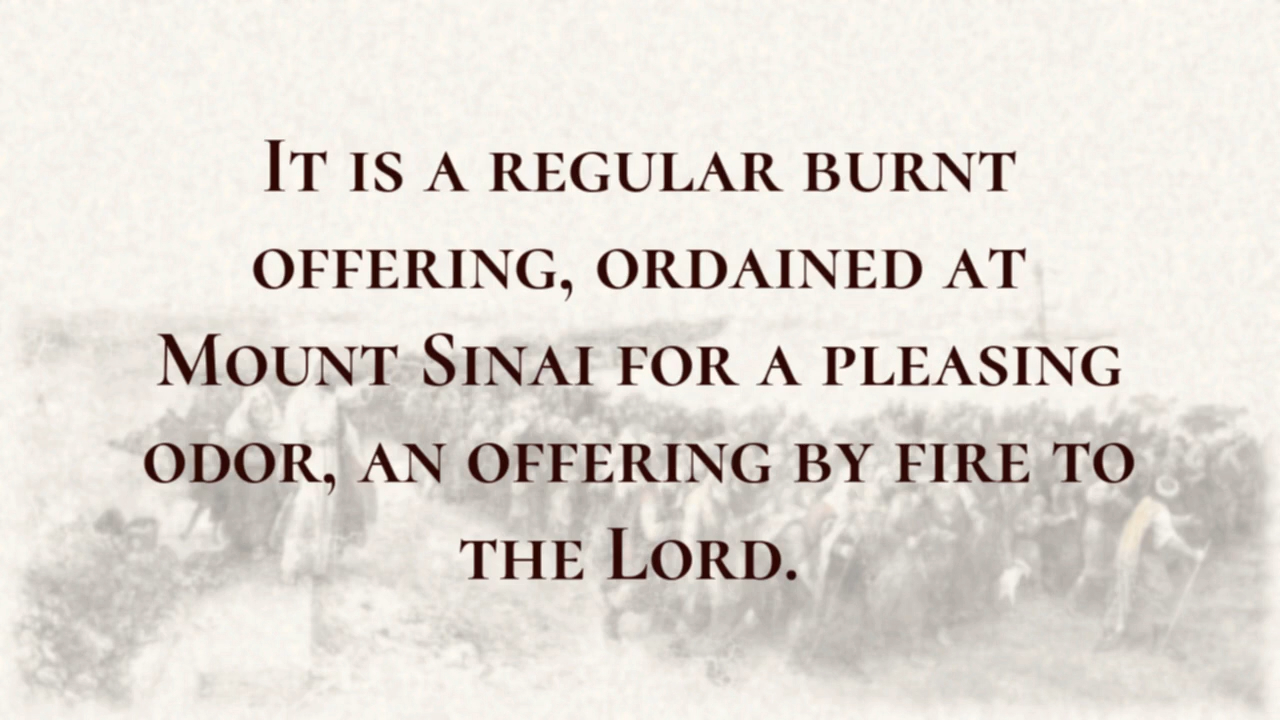 It is a regular burnt
offering, ordained at
Mount Sinai for a pleasing
odor, an offering by fire to
the Lord.